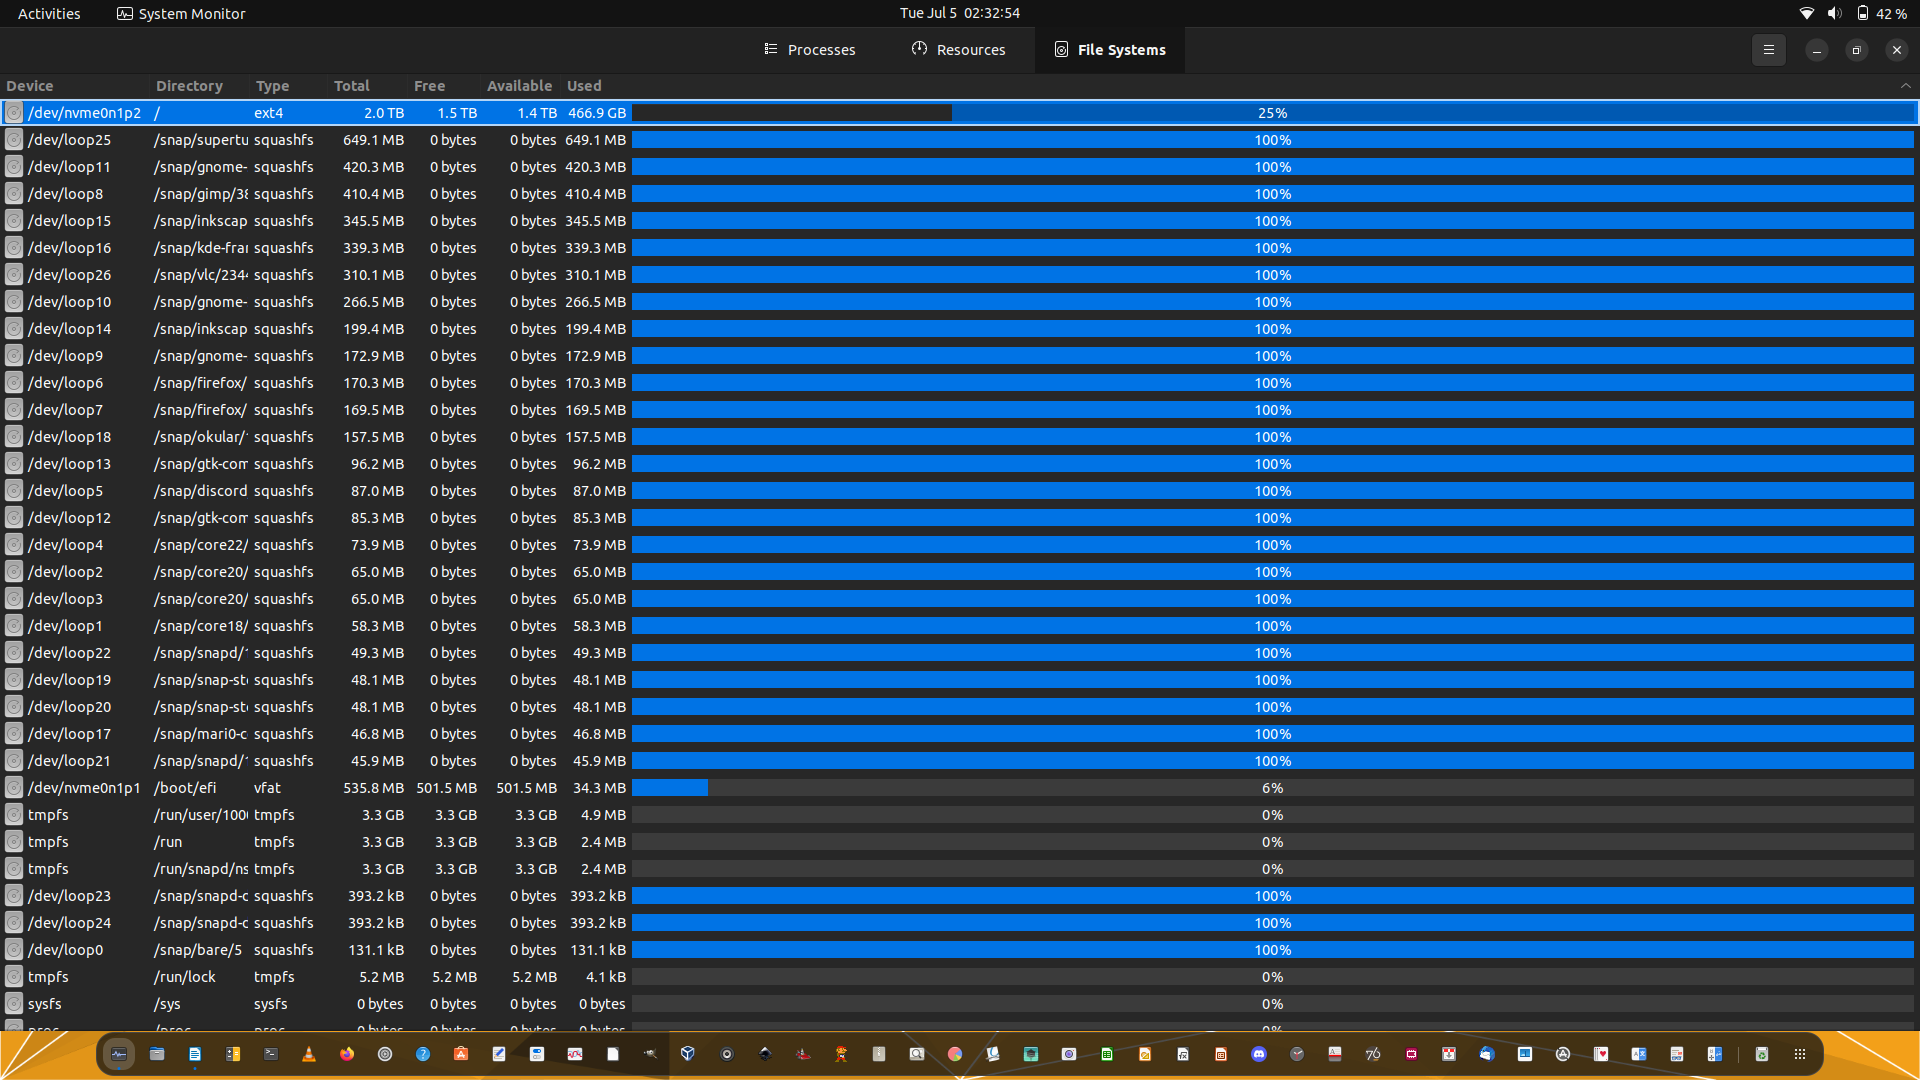 Activities System Monitor Tue Jul 5 02:32:54 42 %
Processes Resources File Systems
Device Directory Type Total Free Available Used
/dev/nvme0n1p2 / ext4 2.0 TB 1.5 TB 1.4 TB 466.9 GB 25%
/dev/loop25 /snap/supertu squashfs 649.1 MB 0 bytes 0 bytes 649.1 MB 100%
/dev/loop11 /snap/gnome- squashfs 420.3 MB 0 bytes 0 bytes 420.3 MB 100%
/dev/loop8 /snap/gimp/38 squashfs 410.4 MB 0 bytes 0 bytes 410.4 MB 100%
/dev/loop15 /snap/inkscap squashfs 345.5 MB 0 bytes 0 bytes 345.5 MB 100%
/dev/loop16 /snap/kde-fra squashfs 339.3 MB 0 bytes 0 bytes 339.3 MB 100%
/dev/loop26 /snap/vlc/234 squashfs 310.1 MB 0 bytes 0 bytes 310.1 MB 100%
/dev/loop10 /snap/gnome- squashfs 266.5 MB 0 bytes 0 bytes 266.5 MB 100%
/dev/loop14 /snap/inkscap squashfs 199.4 MB 0 bytes 0 bytes 199.4 MB 100%
/dev/loop9 /snap/gnome- squashfs 172.9 MB 0 bytes 0 bytes 172.9 MB 100%
/dev/loop6 /snap/firefox/ squashfs 170.3 MB 0 bytes 0 bytes 170.3 MB 100%
/dev/loop7 /snap/firefox/ squashfs 169.5 MB 0 bytes 0 bytes 169.5 MB 100%
/dev/loop18 /snap/okular/ squashfs 157.5 MB 0 bytes 0 bytes 157.5 MB 100%
/dev/loop13 /snap/gtk-com squashfs 96.2 MB 0 bytes 0 bytes 96.2 MB 100%
/dev/loop5 /snap/discord squashfs 87.0 MB 0 bytes 0 bytes 87.0 MB 100%
/dev/loop12 /snap/gtk-com squashfs 85.3 MB 0 bytes 0 bytes 85.3 MB 100%
/dev/loop4 /snap/core22/ squashfs 73.9 MB 0 bytes 0 bytes 73.9 MB 100%
/dev/loop2 /snap/core20/ squashfs 65.0 MB 0 bytes 0 bytes 65.0 MB 100%
/dev/loop3 /snap/core20/ squashfs 65.0 MB 0 bytes 0 bytes 65.0 MB 100%
/dev/loop1 /snap/core18/ squashfs 58.3 MB 0 bytes 0 bytes 58.3 MB 100%
/dev/loop22 /snap/snapd/ squashfs 49.3 MB 0 bytes 0 bytes 49.3 MB 100%
/dev/loop19 /snap/snap-st squashfs 48.1 MB 0 bytes 0 bytes 48.1 MB 100%
/dev/loop20 /snap/snap-st squashfs 48.1 MB 0 bytes 0 bytes 48.1 MB 100%
/dev/loop17 /snap/mari0-c squashfs 46.8 MB 0 bytes 0 bytes 46.8 MB 100%
/dev/loop21 /snap/snapd/ squashfs 45.9 MB 0 bytes 0 bytes 45.9 MB 100%
/dev/nvme0n1p1 /boot/efi vfat 535.8 MB 501.5 MB 501.5 MB 34.3 MB 6%
tmpfs /run/user/1000 tmpfs 3.3 GB 3.3 GB 3.3 GB 4.9 MB 0%
tmpfs /run tmpfs 3.3 GB 3.3 GB 3.3 GB 2.4 MB 0%
tmpfs /run/snapd/ns tmpfs 3.3 GB 3.3 GB 3.3 GB 2.4 MB 0%
/dev/loop23 /snap/snapd-c squashfs 393.2 kB 0 bytes 0 bytes 393.2 kB 100%
/dev/loop24 /snap/snapd-c squashfs 393.2 kB 0 bytes 0 bytes 393.2 kB 100%
/dev/loop0 /snap/bare/5 squashfs 131.1 kB 0 bytes 0 bytes 131.1 kB 100%
tmpfs /run/lock tmpfs 5.2 MB 5.2 MB 5.2 MB 4.1 kB 0%
sysfs /sys sysfs 0 bytes 0 bytes 0 bytes 0 bytes 0%
proc /proc proc 0 bytes 0 bytes 0 bytes 0 bytes 0%